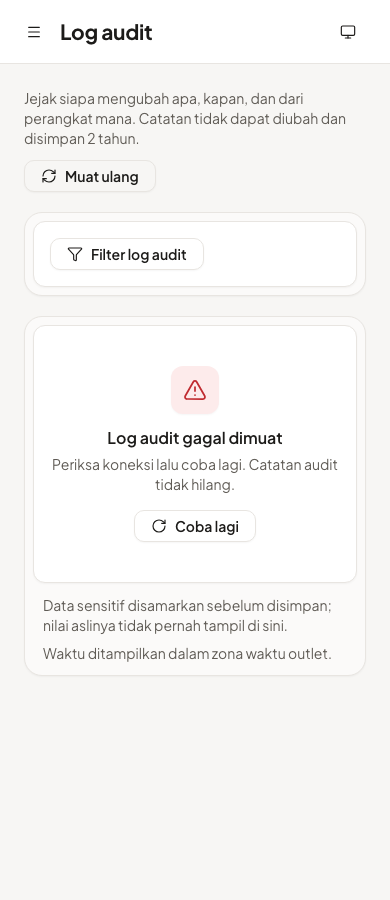 Log audit
Jejak siapa mengubah apa, kapan, dan dari
perangkat mana. Catatan tidak dapat diubah dan
disimpan 2 tahun.
Muat ulang
Filter log audit
Log audit gagal dimuat
Periksa koneksi lalu coba lagi. Catatan audit
tidak hilang.
Coba lagi
Data sensitif disamarkan sebelum disimpan;
nilai aslinya tidak pernah tampil di sini.
Waktu ditampilkan dalam zona waktu outlet.